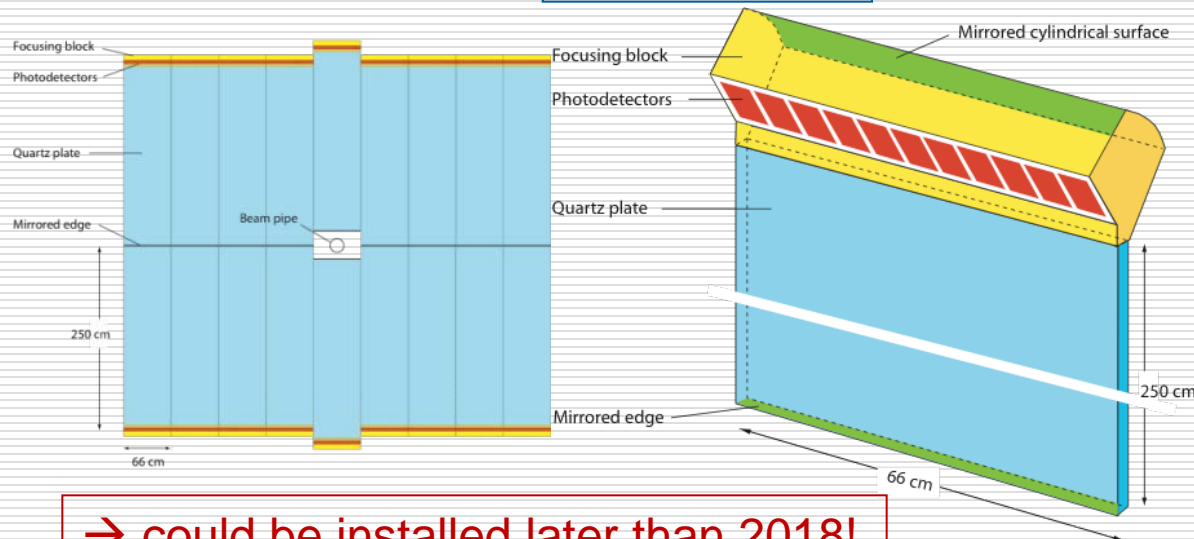 Focusing block
Photodetectors
Quartz plate
Mirrored edge
Beam pipe
250 cm
66 cm
Mirrored cylindrical surface
Focusing block
Photodetectors
Quartz plate
Mirrored edge
250 cm
66 cm
→ could be installed later than 2018!